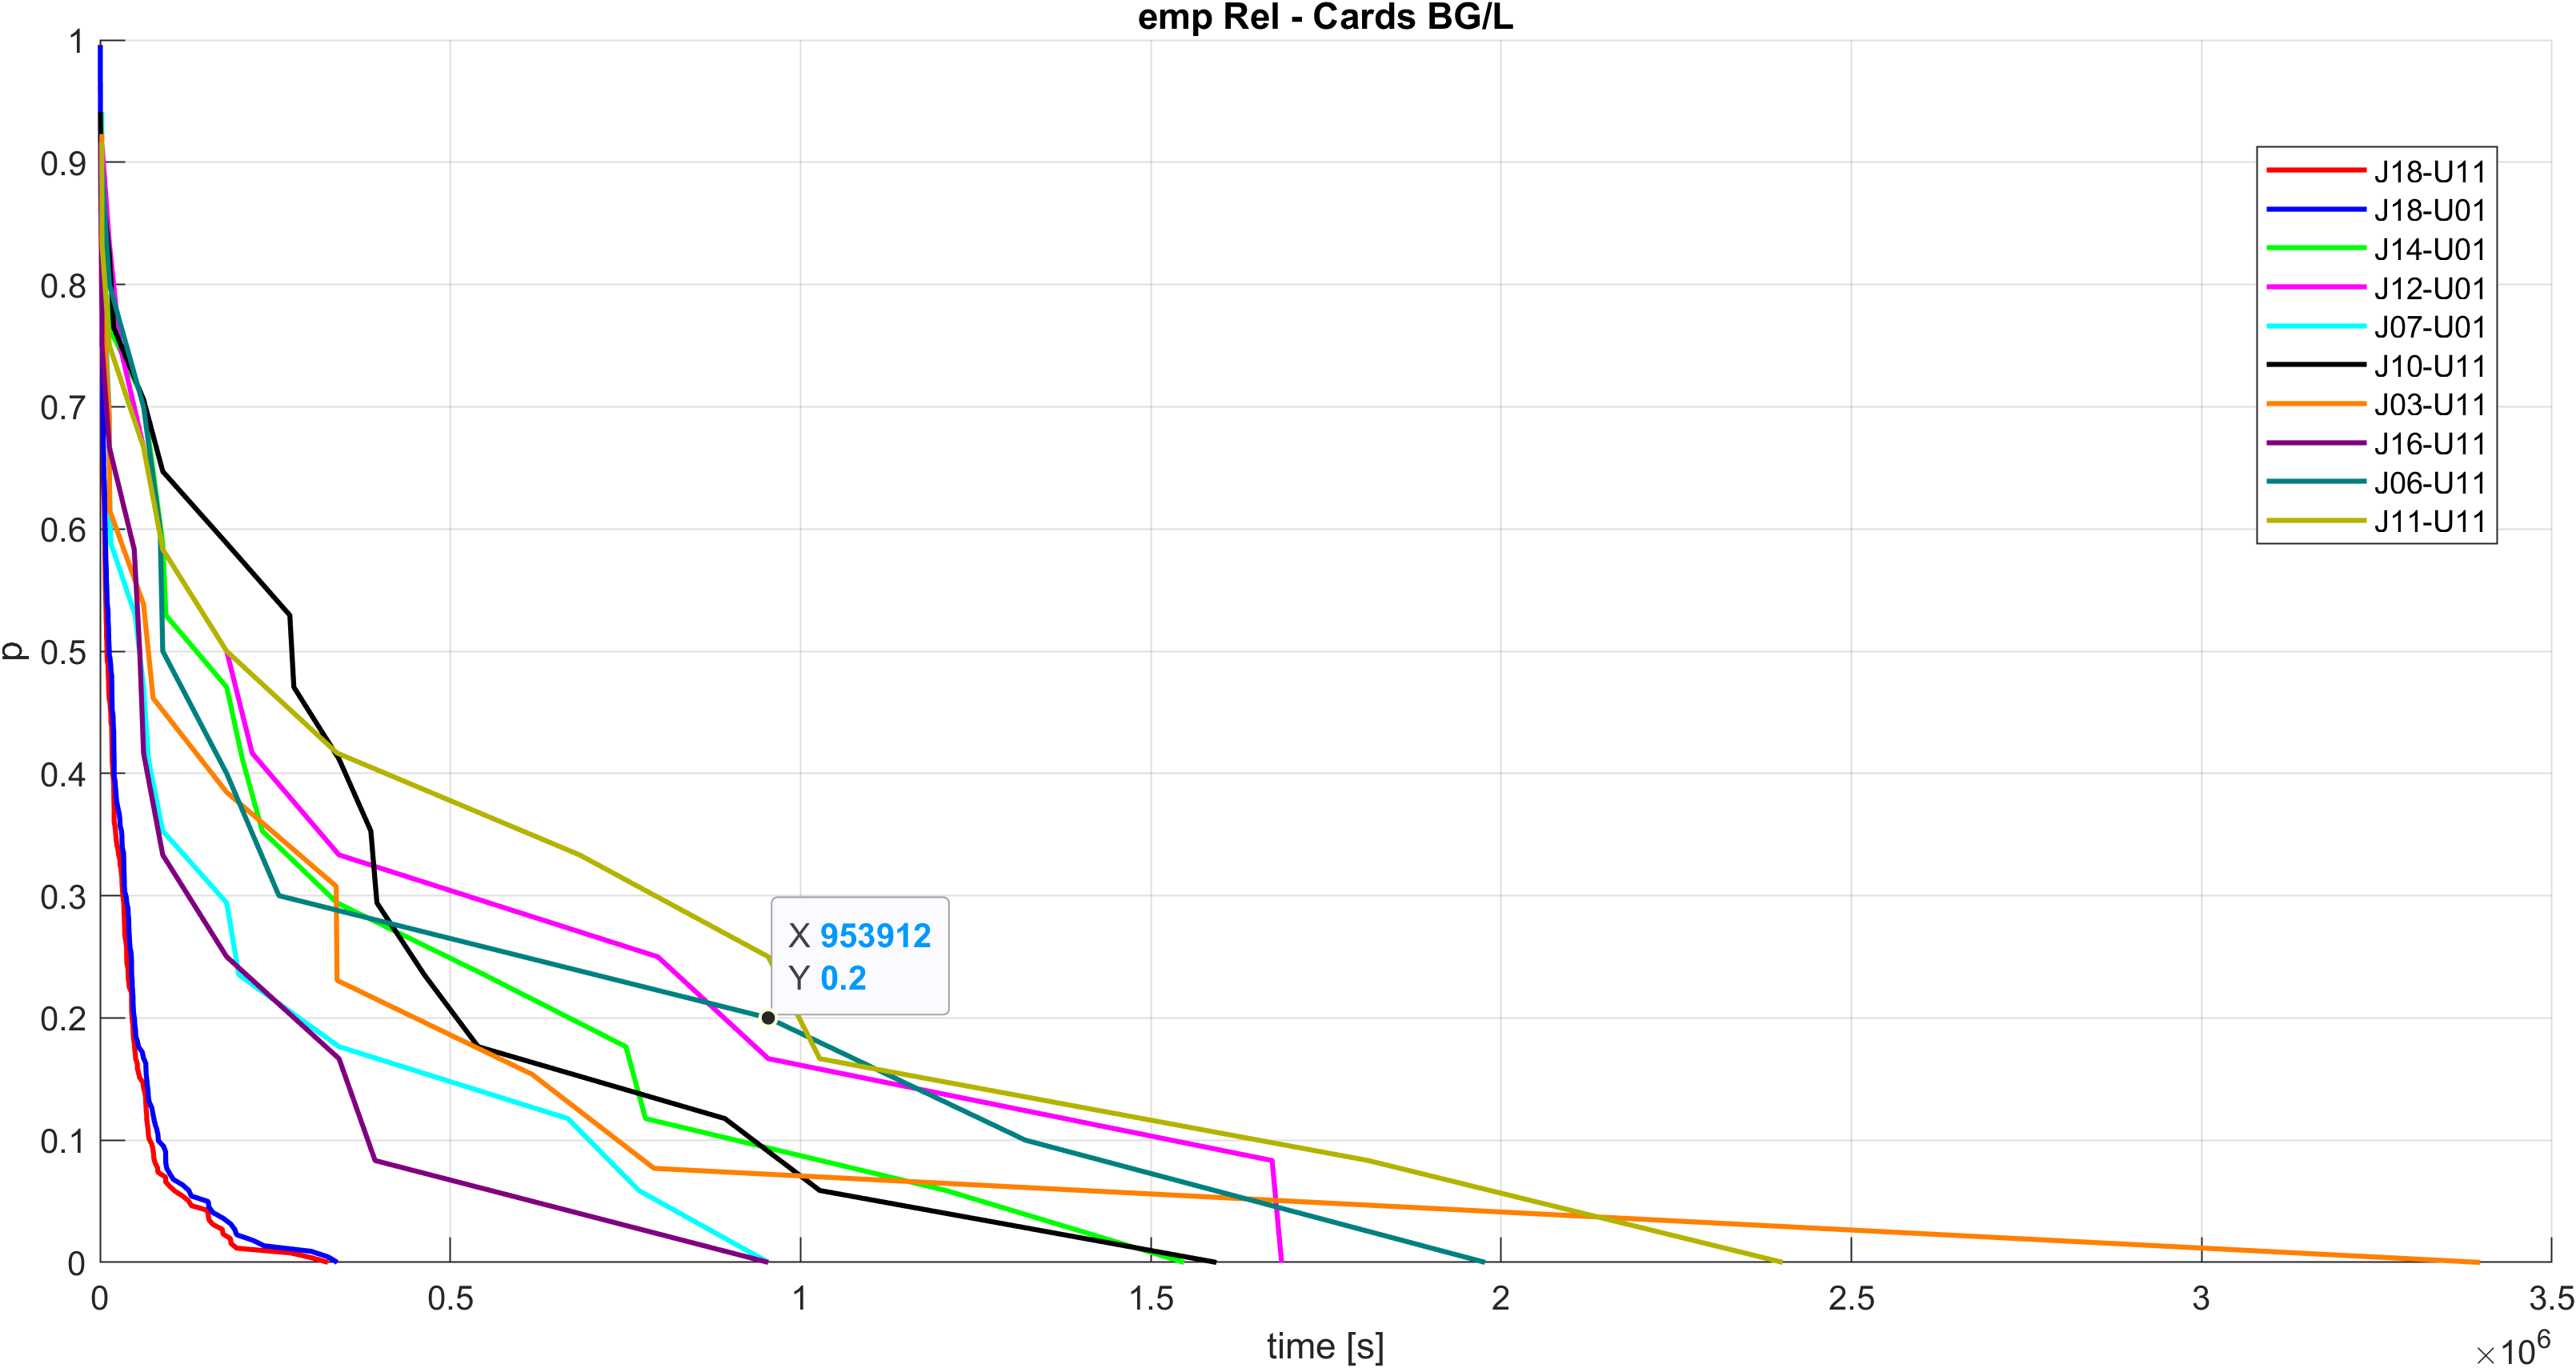 emp Rel - Cards BG/L
1
0.9
0.8
0.7
0.6
0.5
0.4
0.3
0.2
0.1
0
p
J18-U11
J18-U01
J14-U01
J12-U01
J07-U01
J10-U11
J03-U11
J16-U11
J06-U11
J11-U11
X 953912
Y 0.2
0 0.5 1 1.5 2 2.5 3 3.5
time [s]
×10⁶